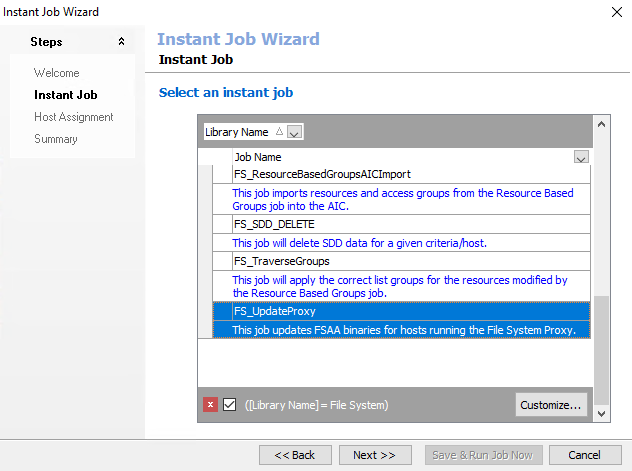 Instant Job Wizard
Steps
Welcome
Instant Job
Host Assignment
Summary
Instant Job Wizard
Instant Job
Select an instant job
Library Name
Job Name
FS_ResourceBasedGroupsAICImport
This job imports resources and access groups from the Resource Based
Groups job into the AIC.
FS_SDD_DELETE
This job will delete SDD data for a given criteria/host.
FS_TraverseGroups
This job will apply the correct list groups for the resources modified by
the Resource Based Groups job.
FS_UpdateProxy
This job updates FSAA binaries for hosts running the File System Proxy.
([Library Name] = File System)
Customize...
<< Back
Next >>
Save & Run Job Now
Cancel